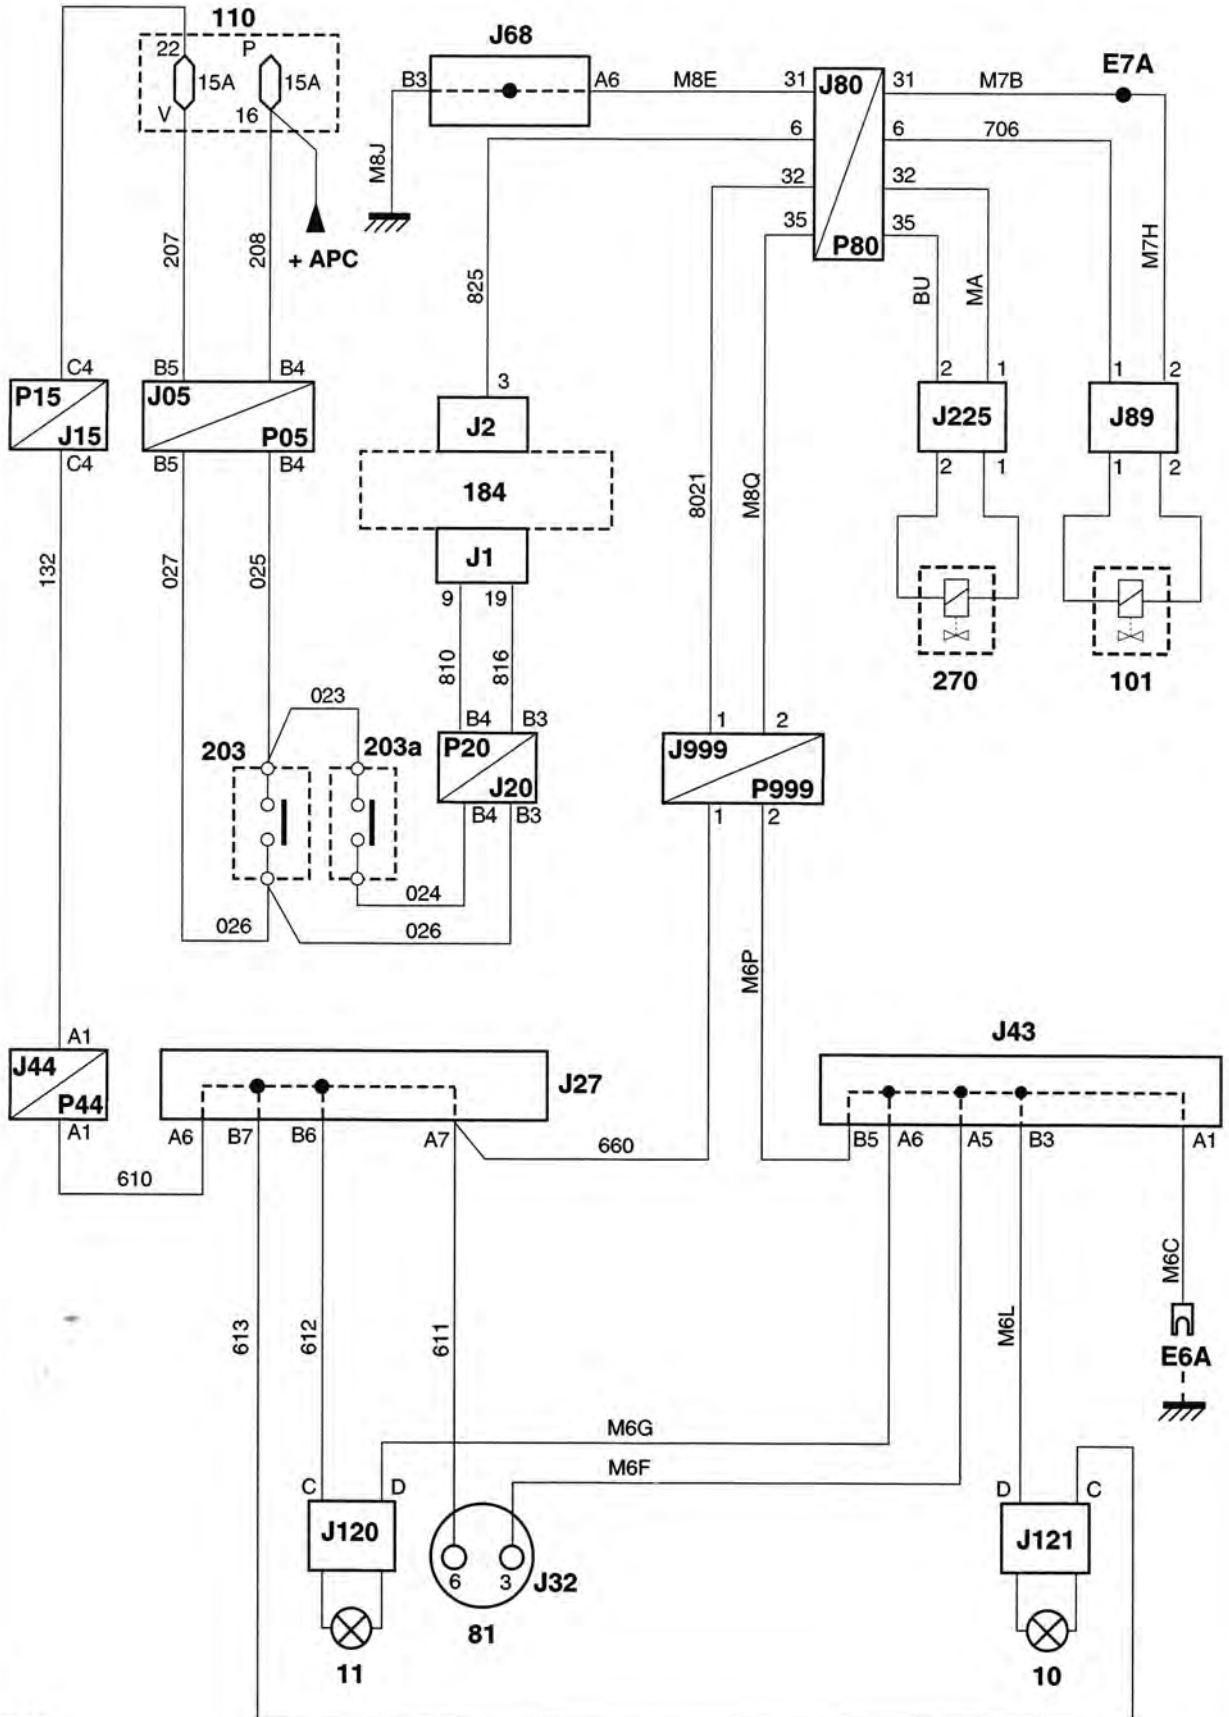 110
J68
E7A
22 P
15A 15A
V 16
B3 A6 M8E 31 J80 31 M7B
6 6 706
M8J
32 32
35 P80 35
207 208 + APC
825
BU MA
M7H
C4 B5 B4
3
2 1 1 2
P15 J05 J2 J225 J89
J15 P05
C4 B5 B4
2 1 1 2
184
8021 M8Q
132 027 025
J1
9 19
810 816
270 101
023
B4 B3
1 2
203 203a P20 J999
J20 P999
B4 B3
1 2
024
026 026
M6P
J43
A1
J44 J27
P44
A1 A6 B7 B6 A7 660 B5 A6 A5 B3 A1
610
613 612 611 M6L M6C
E6A
M6G
M6F
C D D C
J120 J121
6 3 J32
81
11 10